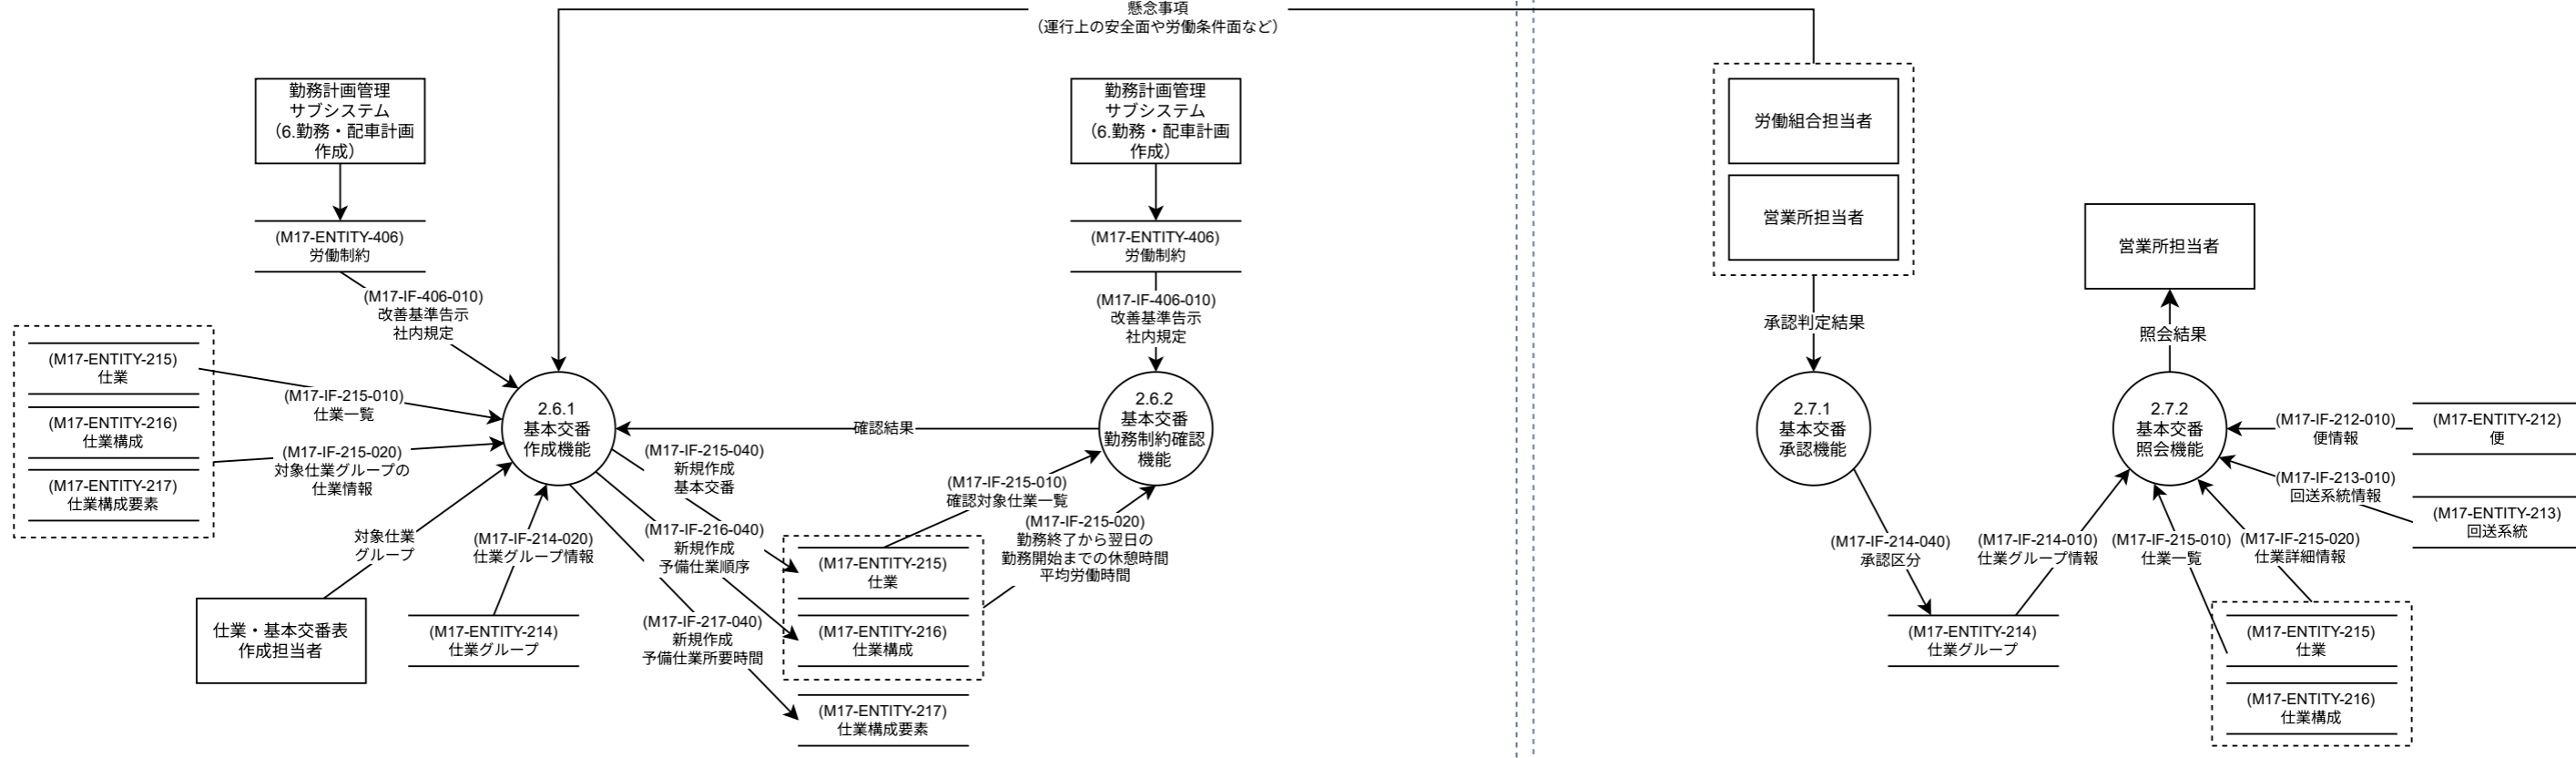 懸念事項
（運行上の安全面や労働条件面など）
勤務計画管理
サブシステム
（6.勤務・配車計画
作成）
(M17-ENTITY-406)
労働制約
(M17-IF-406-010)
改善基準告示
社内規定
(M17-ENTITY-215)
仕業
(M17-ENTITY-216)
仕業構成
(M17-ENTITY-217)
仕業構成要素
(M17-IF-215-010)
仕業一覧
(M17-IF-215-020)
対象仕業グループの
仕業情報
対象仕業
グループ
仕業・基本交番表
作成担当者
(M17-IF-214-020)
仕業グループ情報
(M17-ENTITY-214)
仕業グループ
2.6.1
基本交番
作成機能
確認結果
(M17-IF-215-040)
新規作成
基本交番
(M17-IF-216-040)
新規作成
予備仕業順序
(M17-IF-217-040)
新規作成
予備仕業所要時間
(M17-ENTITY-215)
仕業
(M17-ENTITY-216)
仕業構成
(M17-ENTITY-217)
仕業構成要素
勤務計画管理
サブシステム
（6.勤務・配車計画
作成）
(M17-ENTITY-406)
労働制約
(M17-IF-406-010)
改善基準告示
社内規定
2.6.2
基本交番
勤務制約確認
機能
(M17-IF-215-010)
確認対象仕業一覧
(M17-IF-215-020)
勤務終了から翌日の
勤務開始までの休憩時間
平均労働時間
労働組合担当者
営業所担当者
承認判定結果
2.7.1
基本交番
承認機能
(M17-IF-214-040)
承認区分
(M17-ENTITY-214)
仕業グループ
営業所担当者
照会結果
2.7.2
基本交番
照会機能
(M17-IF-214-010)
仕業グループ情報
(M17-IF-215-010)
仕業一覧
(M17-IF-215-020)
仕業詳細情報
(M17-IF-212-010)
便情報
(M17-ENTITY-212)
便
(M17-IF-213-010)
回送系統情報
(M17-ENTITY-213)
回送系統
(M17-ENTITY-215)
仕業
(M17-ENTITY-216)
仕業構成